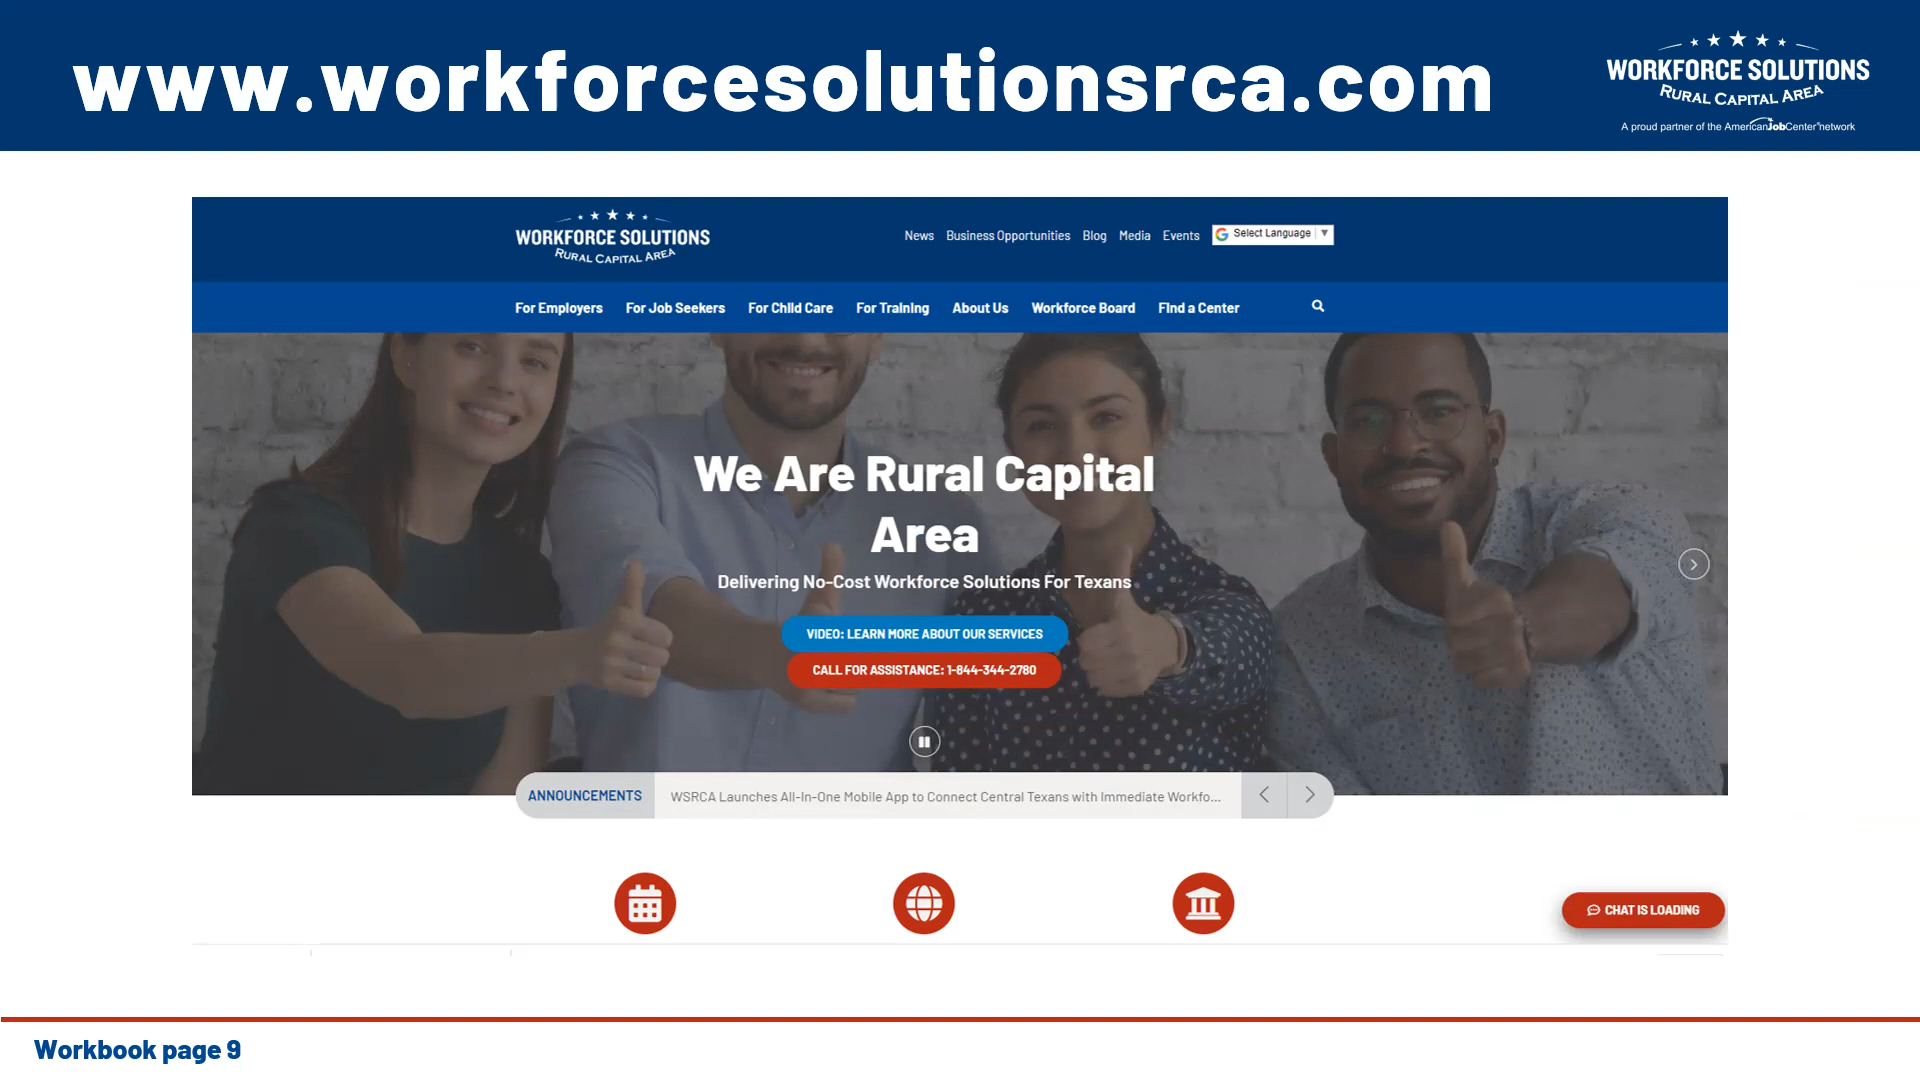 www.workforcesolutionsrca.com
WORKFORCE SOLUTIONS
RURAL CAPITAL AREA
A proud partner of the AmericanJobCenter® network
WORKFORCE SOLUTIONS
RURAL CAPITAL AREA
News Business Opportunities Blog Media Events Select Language ▼
For Employers For Job Seekers For Child Care For Training About Us Workforce Board Find a Center
We Are Rural Capital
Area
Delivering No-Cost Workforce Solutions For Texans
VIDEO: LEARN MORE ABOUT OUR SERVICES
CALL FOR ASSISTANCE: 1-844-344-2780
ANNOUNCEMENTS WSRCA Launches All-In-One Mobile App to Connect Central Texans with Immediate Workfo...
CHAT IS LOADING
Workbook page 9